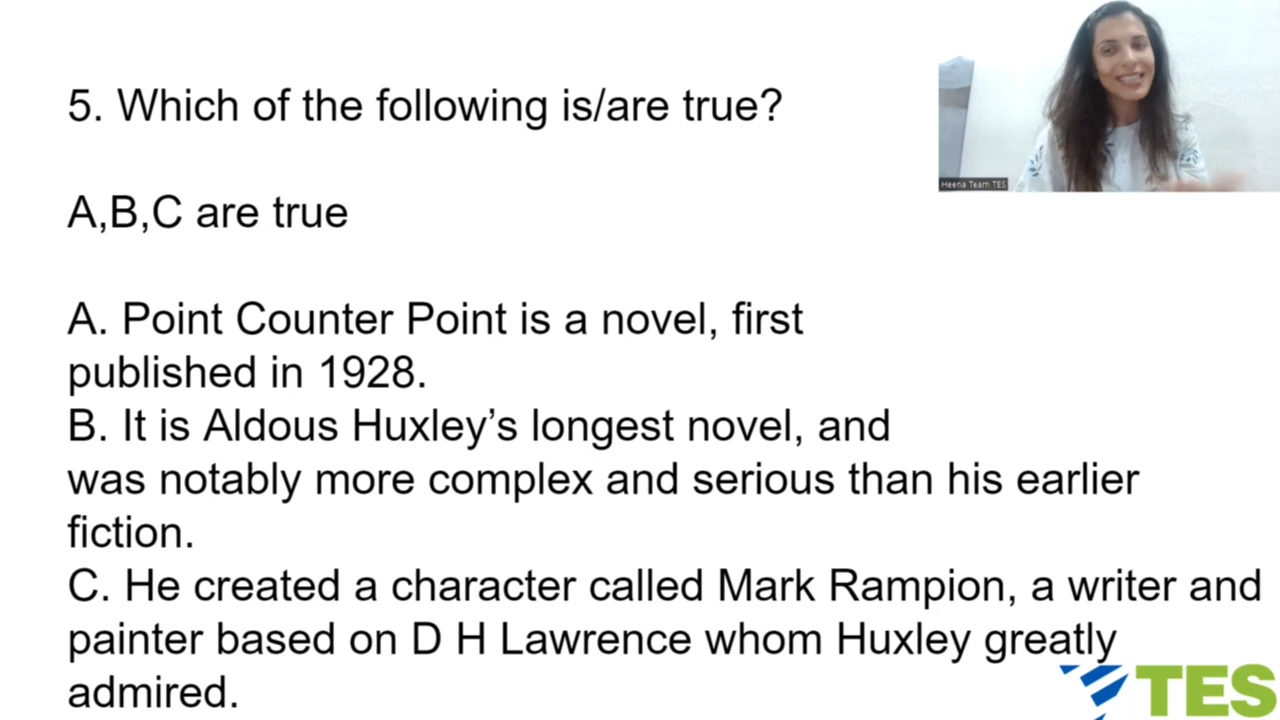 5. Which of the following is/are true?
Heena Team TES
A,B,C are true
A. Point Counter Point is a novel, first
published in 1928.
B. It is Aldous Huxley’s longest novel, and
was notably more complex and serious than his earlier
fiction.
C. He created a character called Mark Rampion, a writer and
painter based on D H Lawrence whom Huxley greatly
admired.
TES